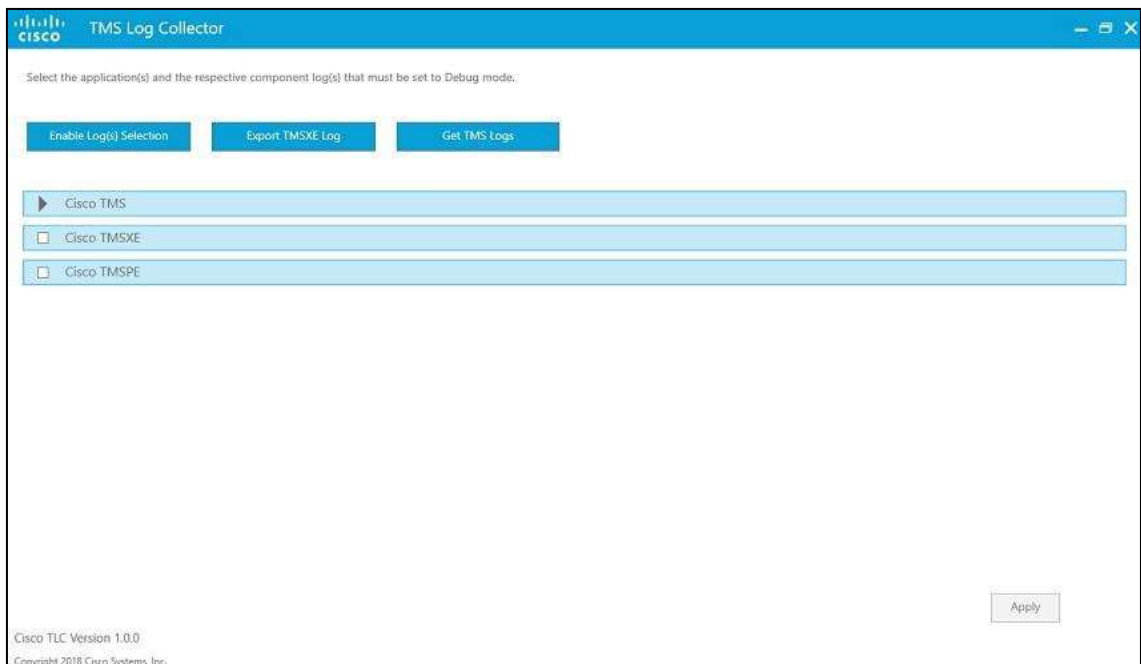 CISCO TMS Log Collector
Select the application(s) and the respective component log(s) that must be set to Debug mode.
Enable Log(s) Selection Export TMSXE Log Get TMS Logs
Cisco TMS
Cisco TMSXE
Cisco TMSPE
Apply
Cisco TLC Version 1.0.0
Copyright 2018 Cisco Systems, Inc.